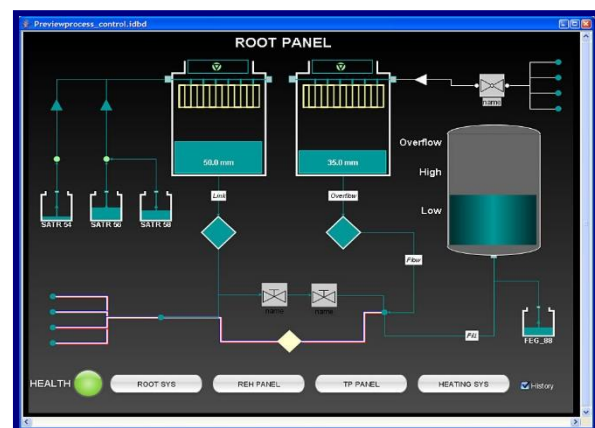 Previewprocess_control.idbd
ROOT PANEL
name
Overflow
High
Low
50.0 mm
35.0 mm
Link
Overflow
SATR 54
SATR 56
SATR 58
Flow
name
name
Fill
FEG_88
HEALTH
ROOT SYS
REH PANEL
TP PANEL
HEATING SYS
History